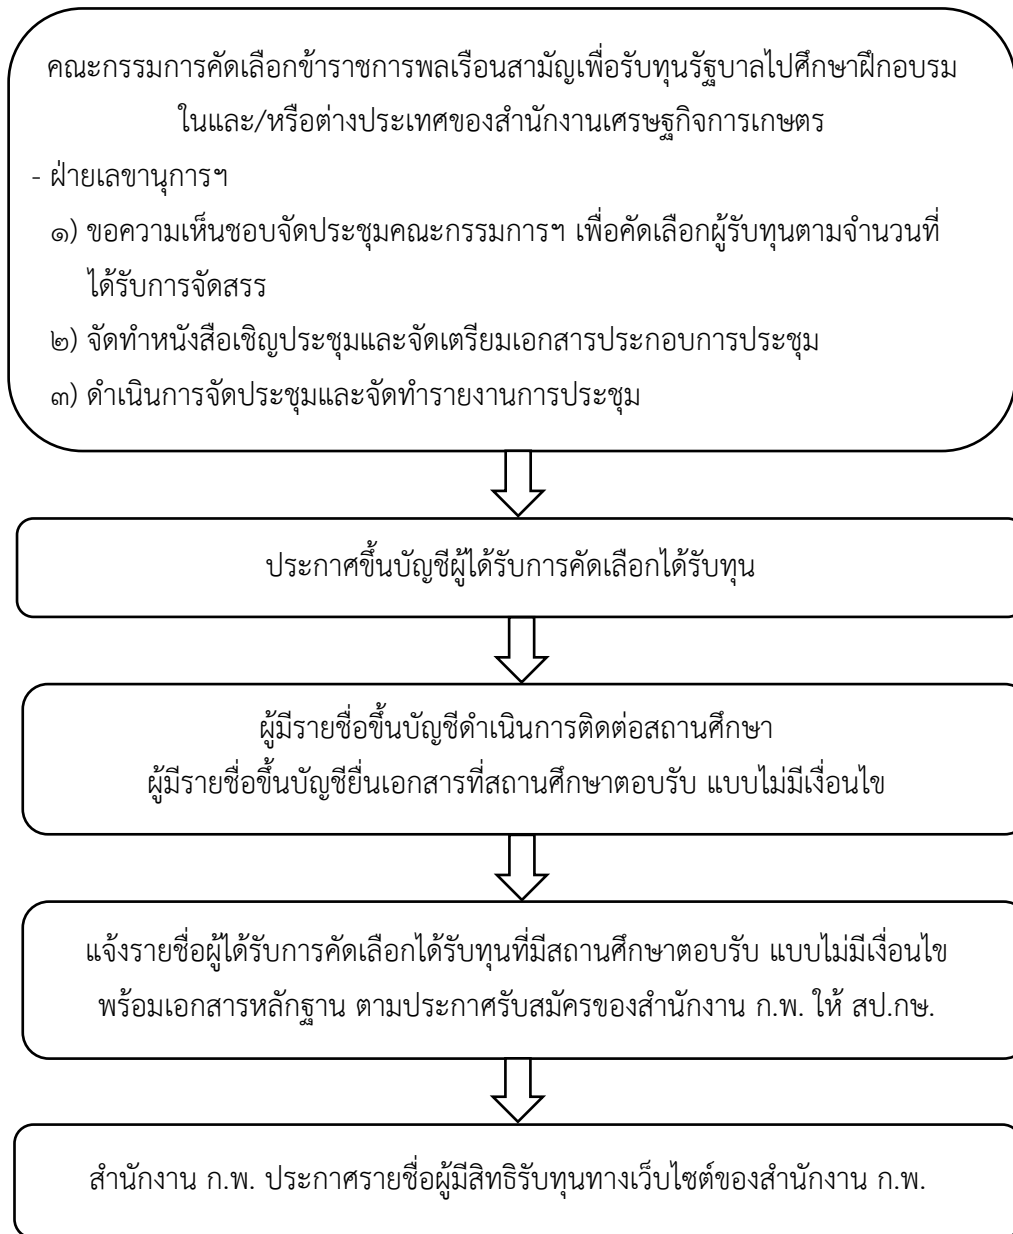 คณะกรรมการคัดเลือกข้าราชการพลเรือนสามัญเพื่อรับทุนรัฐบาลไปศึกษาฝึกอบรม
ในและ/หรือต่างประเทศของสำนักงานเศรษฐกิจการเกษตร
- ฝ่ายเลขานุการฯ
๑) ขอความเห็นชอบจัดประชุมคณะกรรมการฯ เพื่อคัดเลือกผู้รับทุนตามจำนวนที่
ได้รับการจัดสรร
๒) จัดทำหนังสือเชิญประชุมและจัดเตรียมเอกสารประกอบการประชุม
๓) ดำเนินการจัดประชุมและจัดทำรายงานการประชุม
ประกาศขึ้นบัญชีผู้ได้รับการคัดเลือกได้รับทุน
ผู้มีรายชื่อขึ้นบัญชีดำเนินการติดต่อสถานศึกษา
ผู้มีรายชื่อขึ้นบัญชียื่นเอกสารที่สถานศึกษาตอบรับ แบบไม่มีเงื่อนไข
แจ้งรายชื่อผู้ได้รับการคัดเลือกได้รับทุนที่มีสถานศึกษาตอบรับ แบบไม่มีเงื่อนไข
พร้อมเอกสารหลักฐาน ตามประกาศรับสมัครของสำนักงาน ก.พ. ให้ สป.กษ.
สำนักงาน ก.พ. ประกาศรายชื่อผู้มีสิทธิรับทุนทางเว็บไซต์ของสำนักงาน ก.พ.